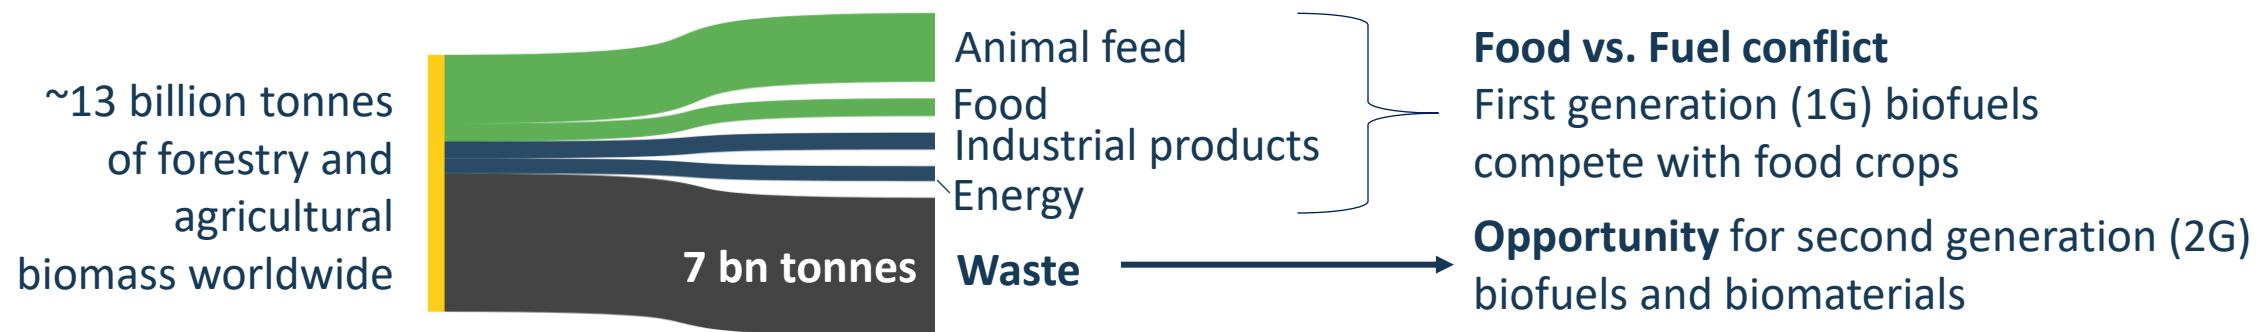 ~13 billion tonnes
of forestry and
agricultural
biomass worldwide
7 bn tonnes
Animal feed
Food
Industrial products
Energy
Waste
Food vs. Fuel conflict
First generation (1G) biofuels
compete with food crops
Opportunity for second generation (2G)
biofuels and biomaterials